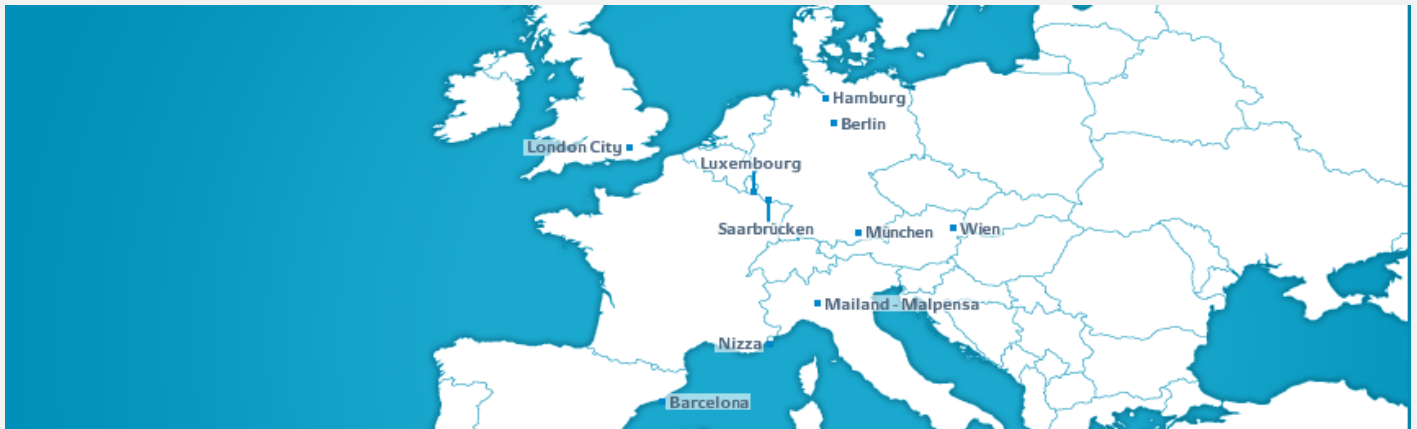 Hamburg
Berlin
London City
Luxembourg
Saarbrücken
München
Wien
Mailand - Malpensa
Nizza
Barcelona